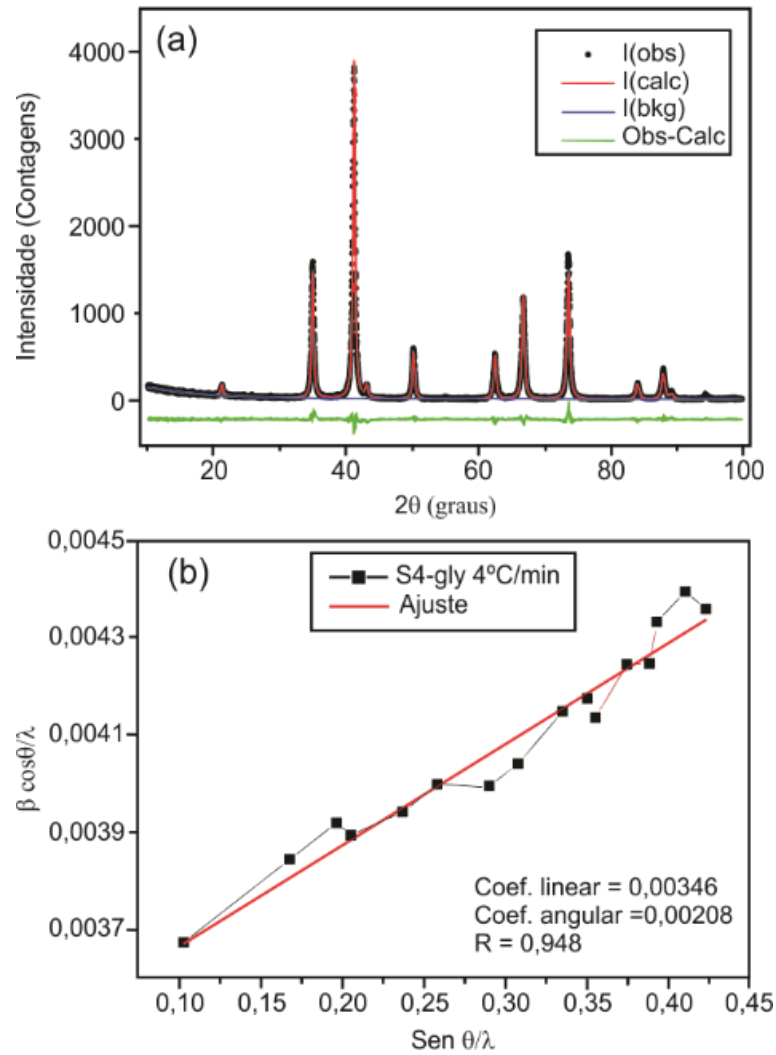 (a)
I(obs)
I(calc)
I(bkg)
Obs-Calc
Intensidade (Contagens)
4000
3000
2000
1000
0
20
40
60
80
100
2θ (graus)
(b)
S4-gly 4ºC/min
Ajuste
β cosθ/λ
0,0045
0,0043
0,0041
0,0039
0,0037
Coef. linear = 0,00346
Coef. angular =0,00208
R = 0,948
0,10
0,15
0,20
0,25
0,30
0,35
0,40
0,45
Sen θ/λ